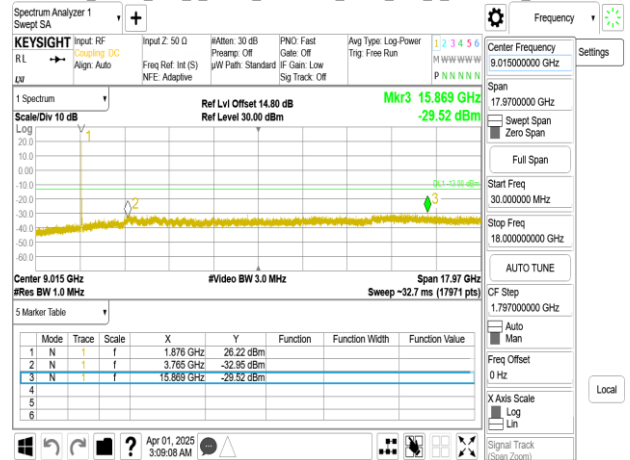 Spectrum Analyzer 1
Swept SA
Frequency
KEYSIGHT
RL
Input: RF
Coupling: DC
Align: Auto
Input Z: 50 Ω
Freq Ref: Int (S)
NFE: Adaptive
#Atten: 30 dB
Preamp: Off
µW Path: Standard
PNO: Fast
Gate: Off
IF Gain: Low
Sig Track: Off
Avg Type: Log-Power
Trig: Free Run
1 2 3 4 5 6
M W W W W W
P N N N N N
Center Frequency
9.015000000 GHz
Settings
1 Spectrum
Scale/Div 10 dB
Ref Lvl Offset 14.80 dB
Ref Level 30.00 dBm
Mkr3 15.869 GHz
-29.52 dBm
Span
17.9700000 GHz
Swept Span
Zero Span
Full Span
Log
20.0
10.0
0.00
-10.0
-20.0
-30.0
-40.0
-50.0
-60.0
1
2
3
DL1 -13.00 dBm
Start Freq
30.000000 MHz
Stop Freq
18.000000000 GHz
AUTO TUNE
Center 9.015 GHz
#Res BW 1.0 MHz
#Video BW 3.0 MHz
Span 17.97 GHz
Sweep ~32.7 ms (17971 pts)
CF Step
1.797000000 GHz
Auto
Man
5 Marker Table
Mode Trace Scale X Y Function Function Width Function Value
1 N 1 f 1.876 GHz 26.22 dBm
2 N 1 f 3.765 GHz -32.95 dBm
3 N 1 f 15.869 GHz -29.52 dBm
4
5
6
Freq Offset
0 Hz
X Axis Scale
Log
Lin
Local
Signal Track
(Span Zoom)
?
Apr 01, 2025
3:09:08 AM